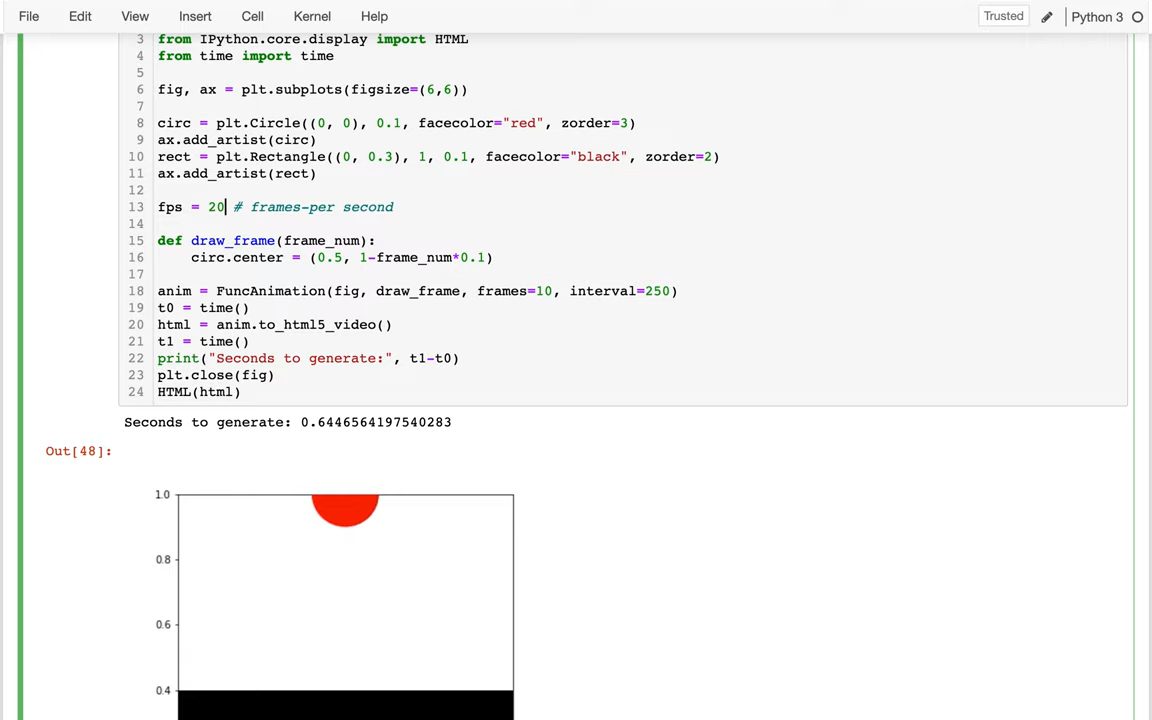 File Edit View Insert Cell Kernel Help Trusted Python 3
3 from IPython.core.display import HTML
4 from time import time
5
6 fig, ax = plt.subplots(figsize=(6,6))
7
8 circ = plt.Circle((0, 0), 0.1, facecolor="red", zorder=3)
9 ax.add_artist(circ)
10 rect = plt.Rectangle((0, 0.3), 1, 0.1, facecolor="black", zorder=2)
11 ax.add_artist(rect)
12
13 fps = 20 # frames-per second
14
15 def draw_frame(frame_num):
16     circ.center = (0.5, 1-frame_num*0.1)
17
18 anim = FuncAnimation(fig, draw_frame, frames=10, interval=250)
19 t0 = time()
20 html = anim.to_html5_video()
21 t1 = time()
22 print("Seconds to generate:", t1-t0)
23 plt.close(fig)
24 HTML(html)
Seconds to generate: 0.6446564197540283
Out[48]:
1.0
0.8
0.6
0.4